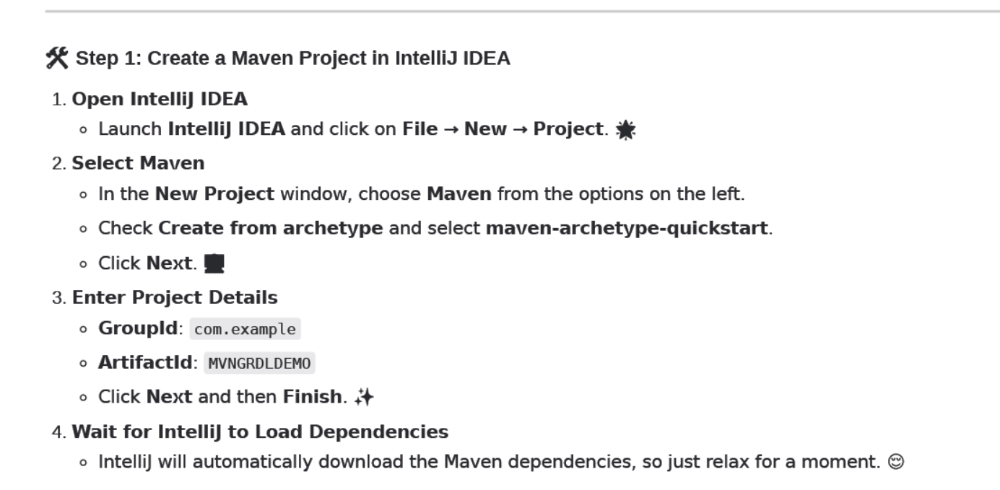 🛠 Step 1: Create a Maven Project in IntelliJ IDEA
1. Open IntelliJ IDEA
◦ Launch IntelliJ IDEA and click on File → New → Project. 🌟
2. Select Maven
◦ In the New Project window, choose Maven from the options on the left.
◦ Check Create from archetype and select maven-archetype-quickstart.
◦ Click Next.
3. Enter Project Details
◦ GroupId: com.example
◦ ArtifactId: MVNGRDLDEMO
◦ Click Next and then Finish. ✨
4. Wait for IntelliJ to Load Dependencies
◦ IntelliJ will automatically download the Maven dependencies, so just relax for a moment. 😌